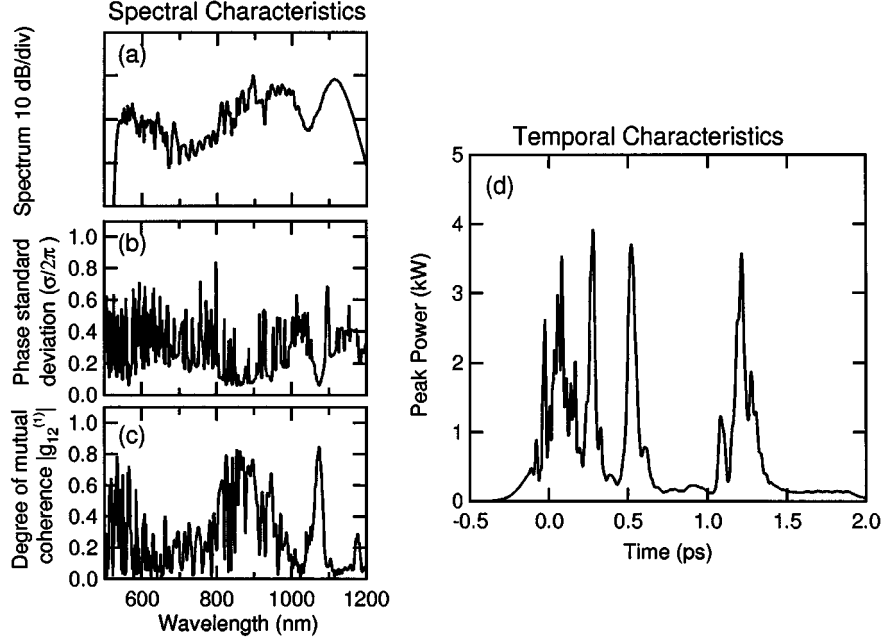 Spectral Characteristics
Spectrum 10 dB/div)
(a)
Phase standard
deviation (σ/2π)
1.0
0.8
0.6
0.4
0.2
0.0
(b)
Degree of mutual
coherence |g₁₂⁽¹⁾|
1.0
0.8
0.6
0.4
0.2
0.0
(c)
600 800 1000 1200
Wavelength (nm)
Temporal Characteristics
Peak Power (kW)
5
4
3
2
1
0
(d)
-0.5 0.0 0.5 1.0 1.5 2.0
Time (ps)